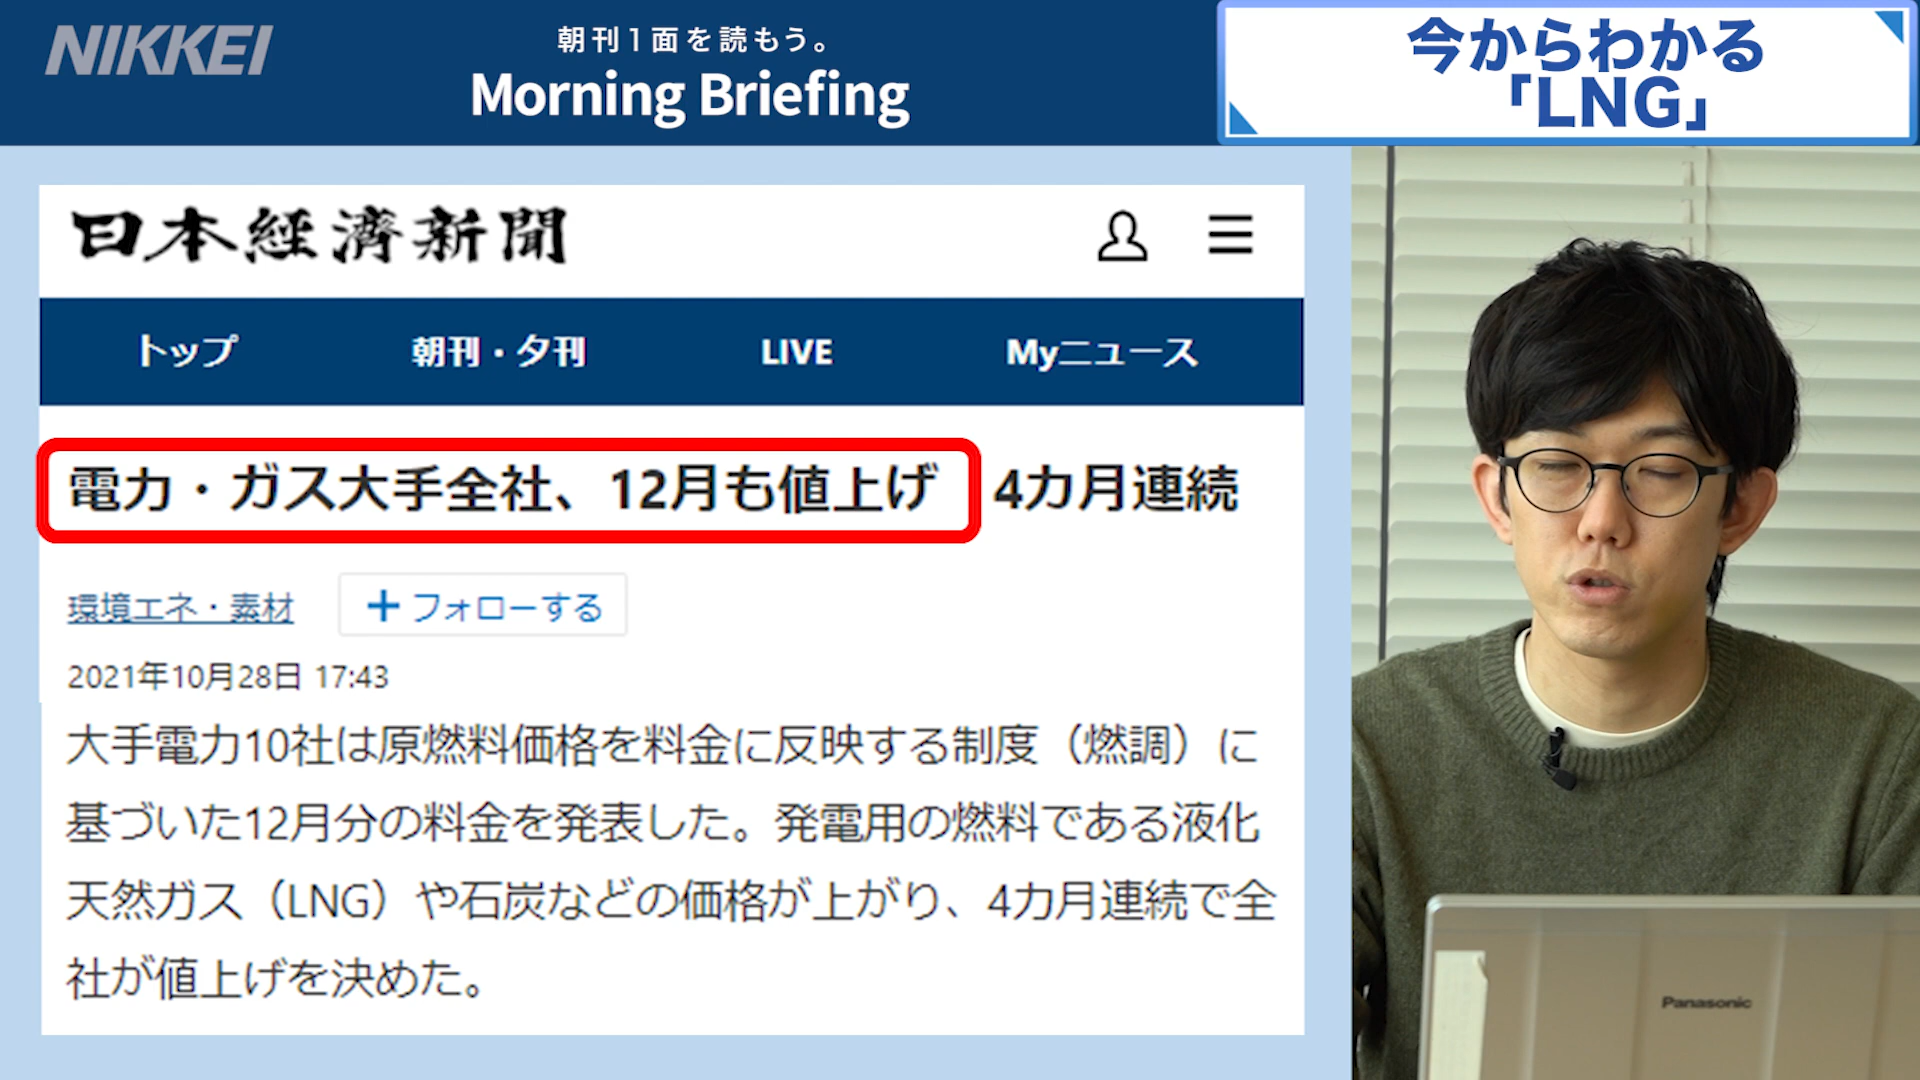 NIKKEI
朝刊1面を読もう。
Morning Briefing
今からわかる
「LNG」
日本経済新聞
トップ
朝刊・夕刊
LIVE
Myニュース
電力・ガス大手全社、12月も値上げ 4カ月連続
環境エネ・素材
+ フォローする
2021年10月28日 17:43
大手電力10社は原燃料価格を料金に反映する制度（燃調）に
基づいた12月分の料金を発表した。発電用の燃料である液化
天然ガス（LNG）や石炭などの価格が上がり、4カ月連続で全
社が値上げを決めた。
Panasonic